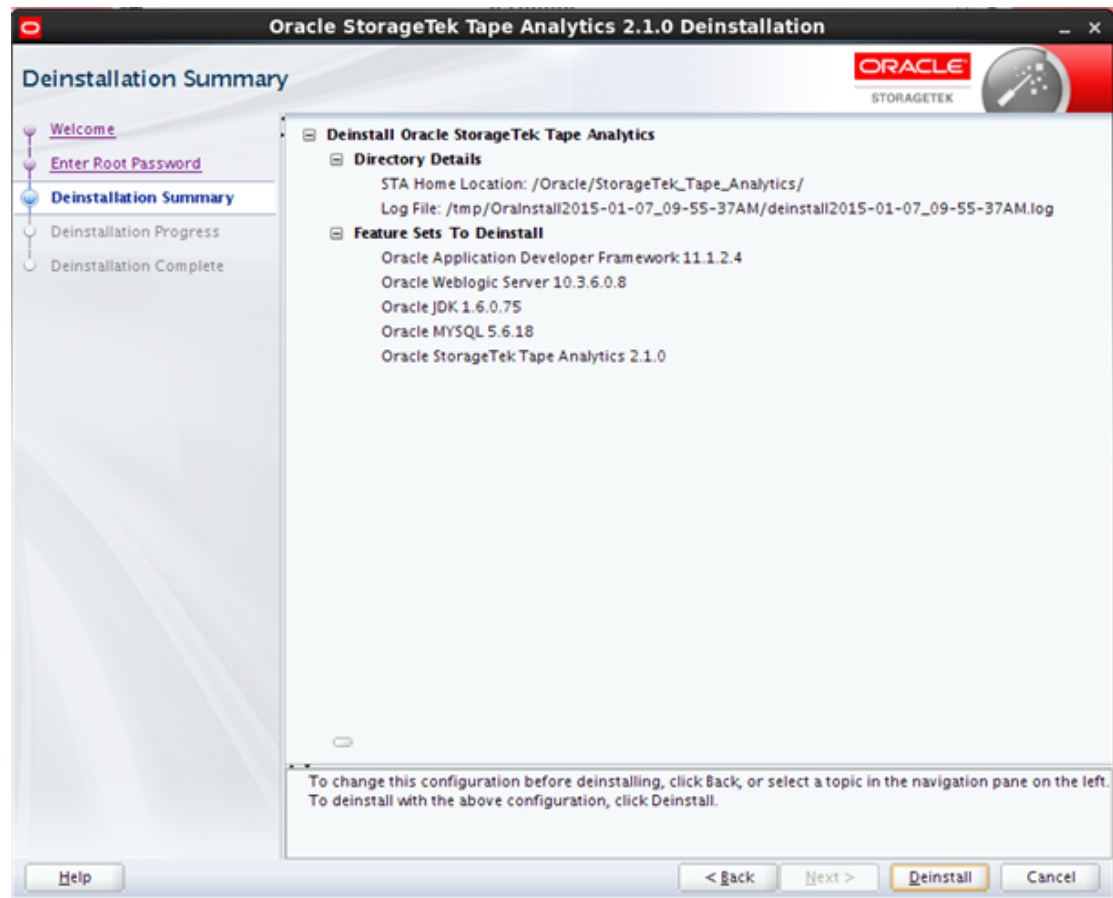 Oracle StorageTek Tape Analytics 2.1.0 Deinstallation
Deinstallation Summary
ORACLE
STORAGETEK
Welcome
Enter Root Password
Deinstallation Summary
Deinstallation Progress
Deinstallation Complete
Deinstall Oracle StorageTek Tape Analytics
Directory Details
STA Home Location: /Oracle/StorageTek_Tape_Analytics/
Log File: /tmp/OraInstall2015-01-07_09-55-37AM/deinstall2015-01-07_09-55-37AM.log
Feature Sets To Deinstall
Oracle Application Developer Framework 11.1.2.4
Oracle Weblogic Server 10.3.6.0.8
Oracle JDK 1.6.0.75
Oracle MYSQL 5.6.18
Oracle StorageTek Tape Analytics 2.1.0
To change this configuration before deinstalling, click Back, or select a topic in the navigation pane on the left.
To deinstall with the above configuration, click Deinstall.
Help
< Back
Next >
Deinstall
Cancel